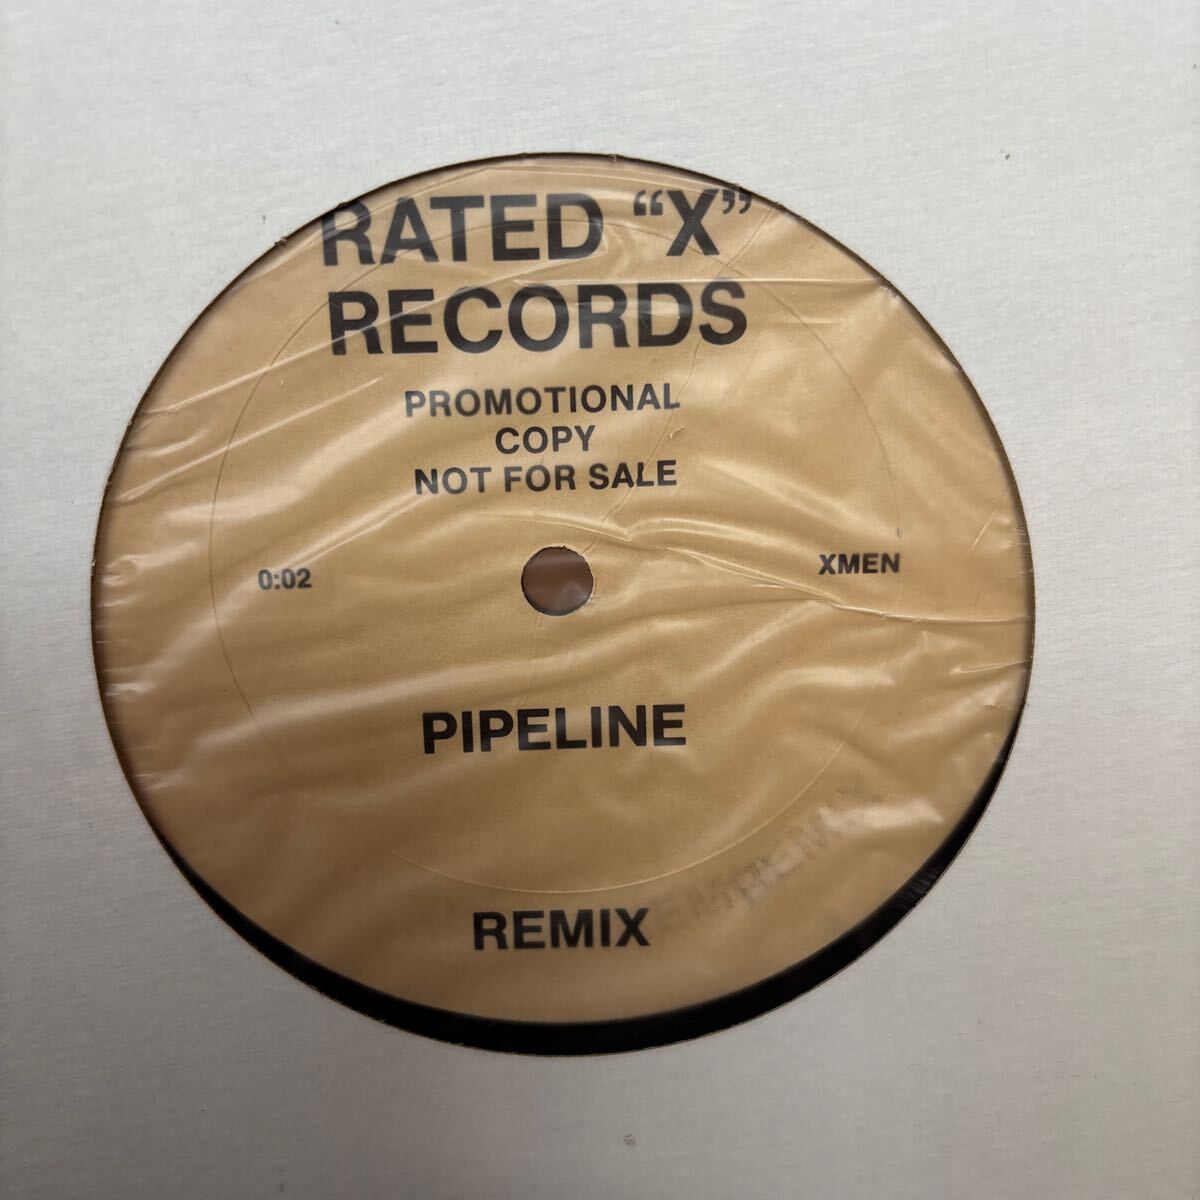 RATED “X”
RECORDS
PROMOTIONAL
COPY
NOT FOR SALE
0:02
XMEN
PIPELINE
REMIX